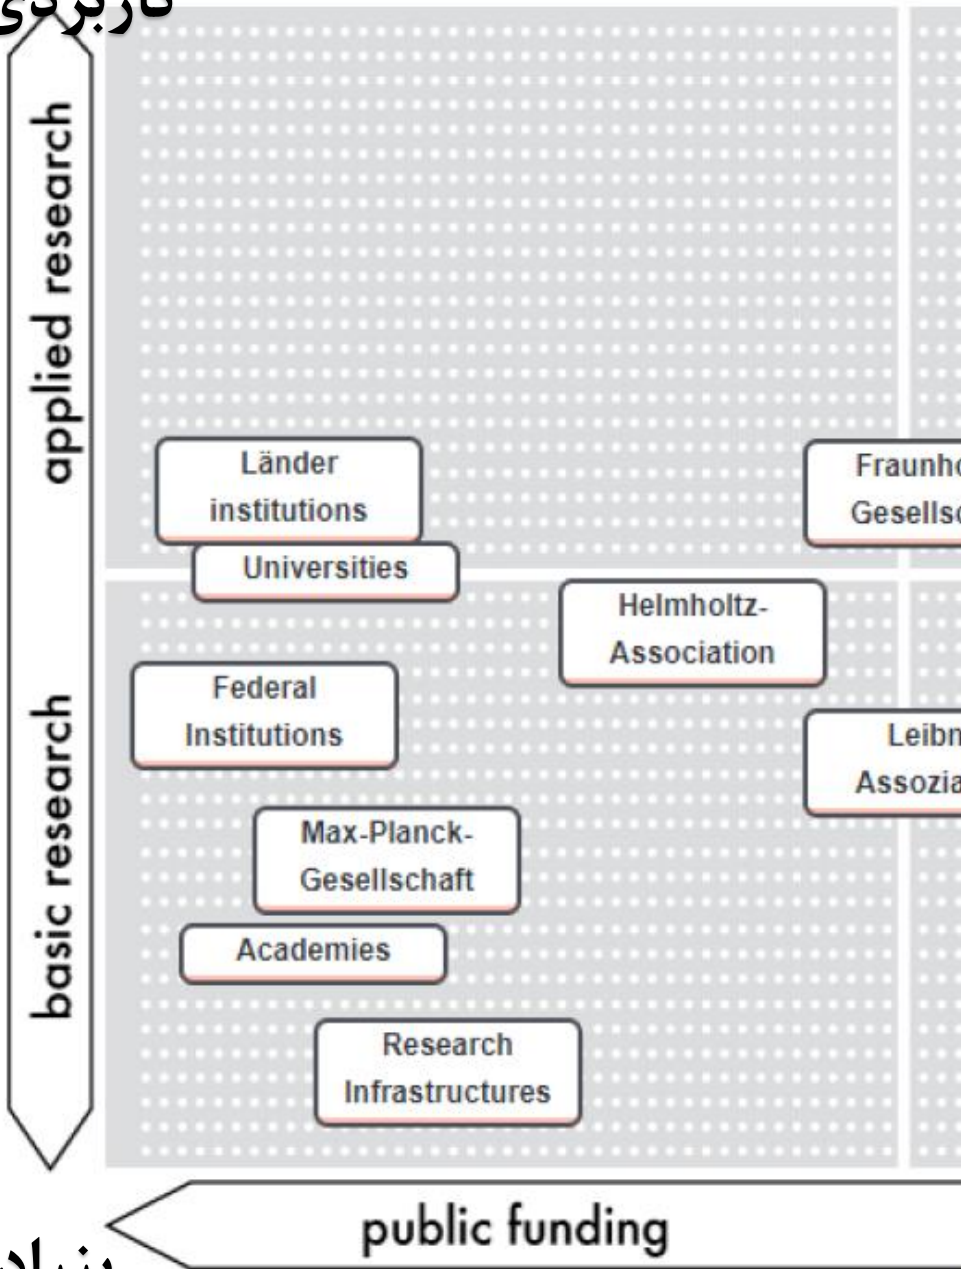 کاربردی
applied research
Länder
institutions
Universities
Helmholtz-
Association
Federal
Institutions
basic research
Max-Planck-
Gesellschaft
Academies
Research
Infrastructures
public funding